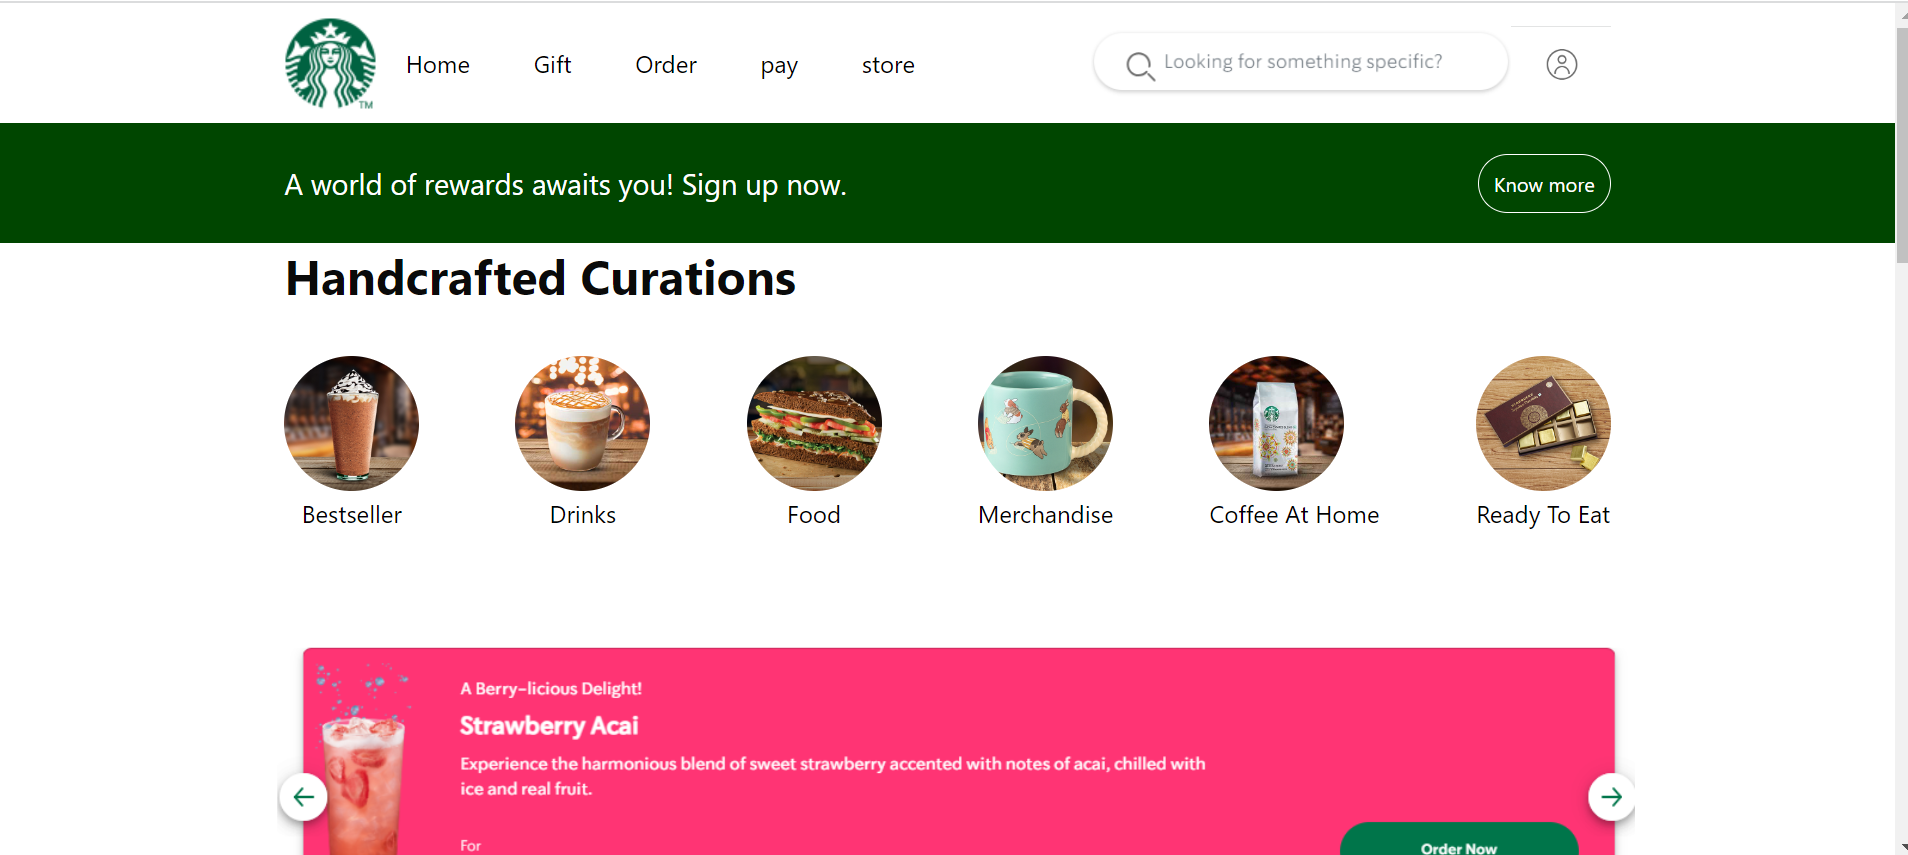 TM
Home Gift Order pay store
Looking for something specific?
A world of rewards awaits you! Sign up now.
Know more
Handcrafted Curations
Bestseller
Drinks
Food
Merchandise
Coffee At Home
Ready To Eat
A Berry-licious Delight!
Strawberry Acai
Experience the harmonious blend of sweet strawberry accented with notes of acai, chilled with
ice and real fruit.
For
Order Now